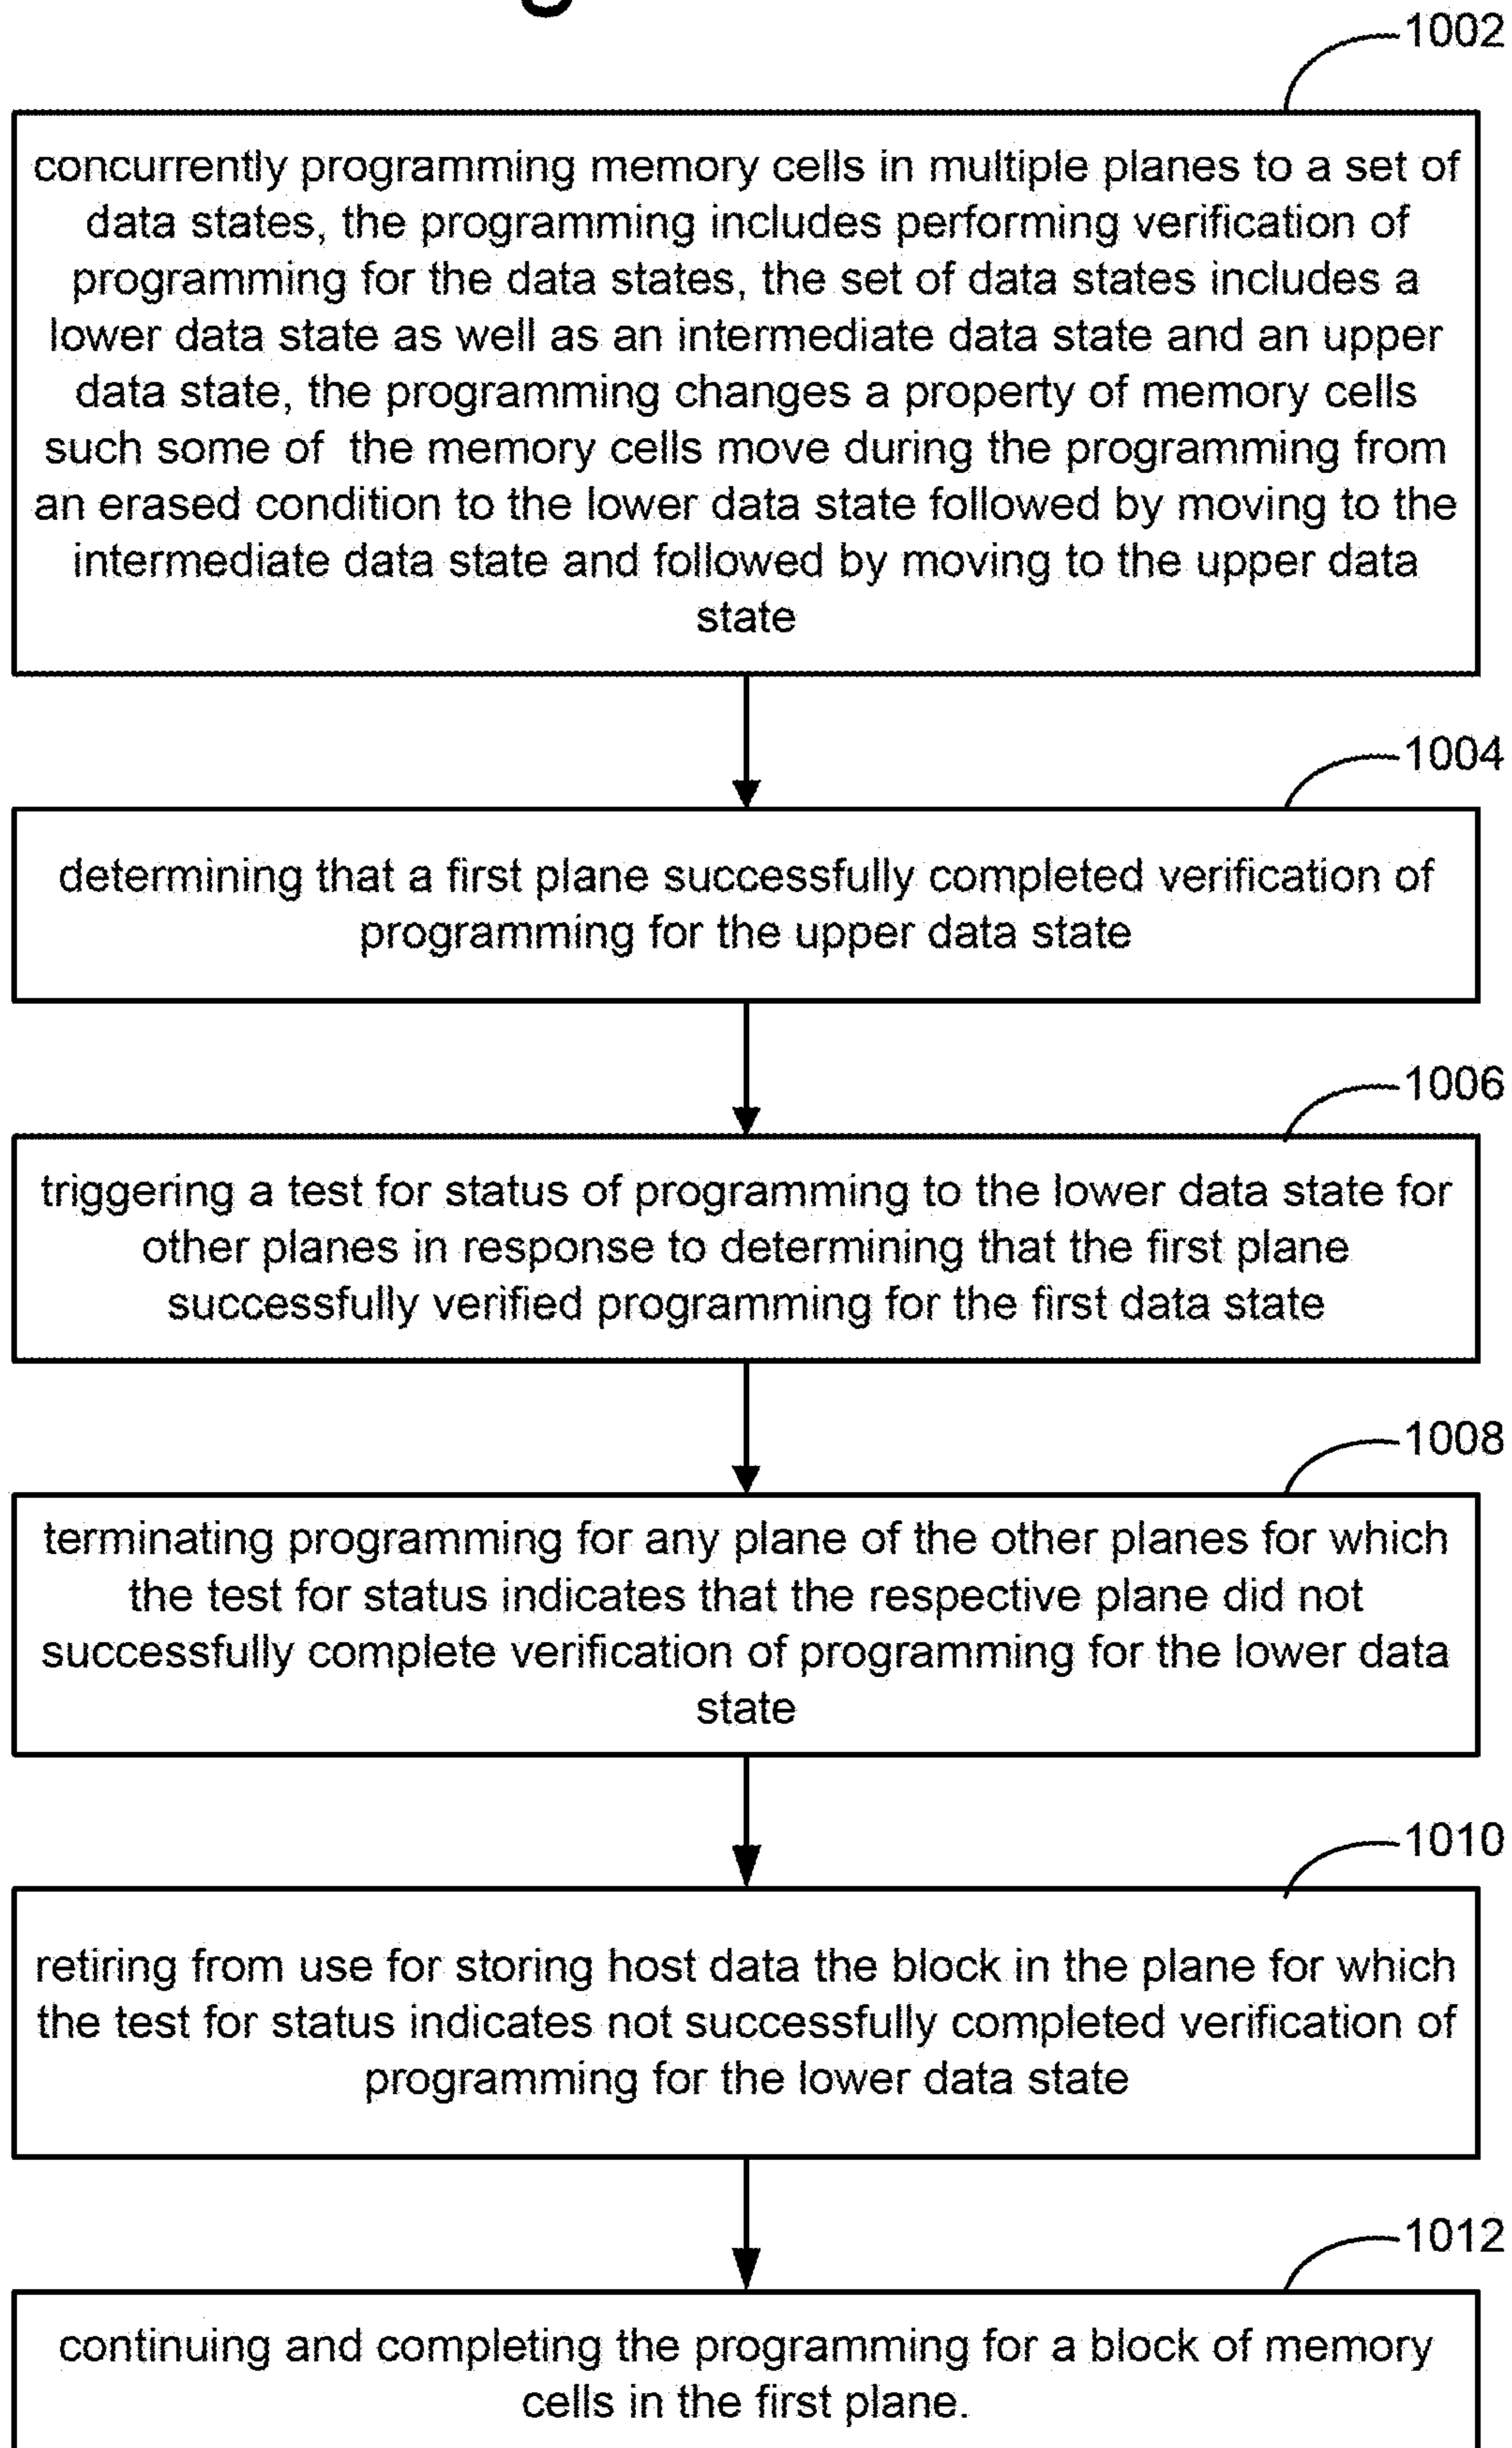 1002
concurrently programming memory cells in multiple planes to a set of
data states, the programming includes performing verification of
programming for the data states, the set of data states includes a
lower data state as well as an intermediate data state and an upper
data state, the programming changes a property of memory cells
such some of the memory cells move during the programming from
an erased condition to the lower data state followed by moving to the
intermediate data state and followed by moving to the upper data
state
1004
determining that a first plane successfully completed verification of
programming for the upper data state
1006
triggering a test for status of programming to the lower data state for
other planes in response to determining that the first plane
successfully verified programming for the first data state
1008
terminating programming for any plane of the other planes for which
the test for status indicates that the respective plane did not
successfully complete verification of programming for the lower data
state
1010
retiring from use for storing host data the block in the plane for which
the test for status indicates not successfully completed verification of
programming for the lower data state
1012
continuing and completing the programming for a block of memory
cells in the first plane.